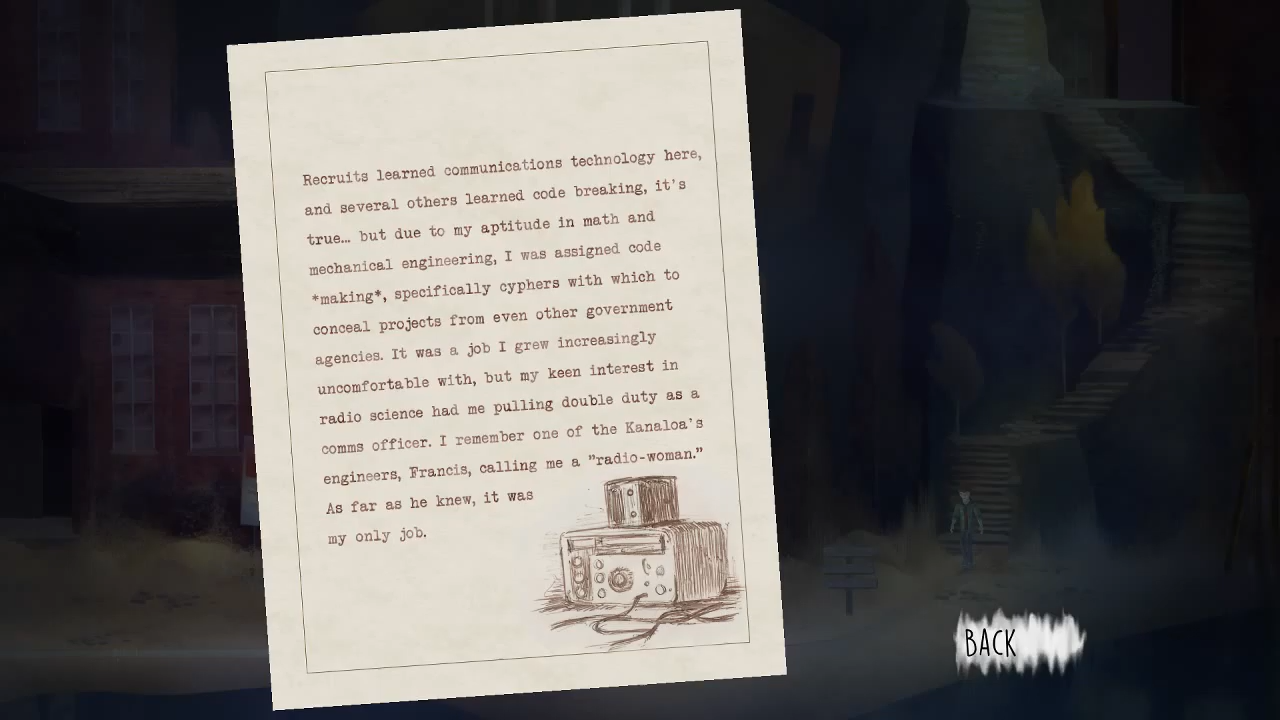 Recruits learned communications technology here,
and several others learned code breaking, it's
true... but due to my aptitude in math and
mechanical engineering, I was assigned code
*making*, specifically cyphers with which to
conceal projects from even other government
agencies. It was a job I grew increasingly
uncomfortable with, but my keen interest in
radio science had me pulling double duty as a
comms officer. I remember one of the Kanaloa's
engineers, Francis, calling me a "radio-woman."
As far as he knew, it was
my only job.
BACK